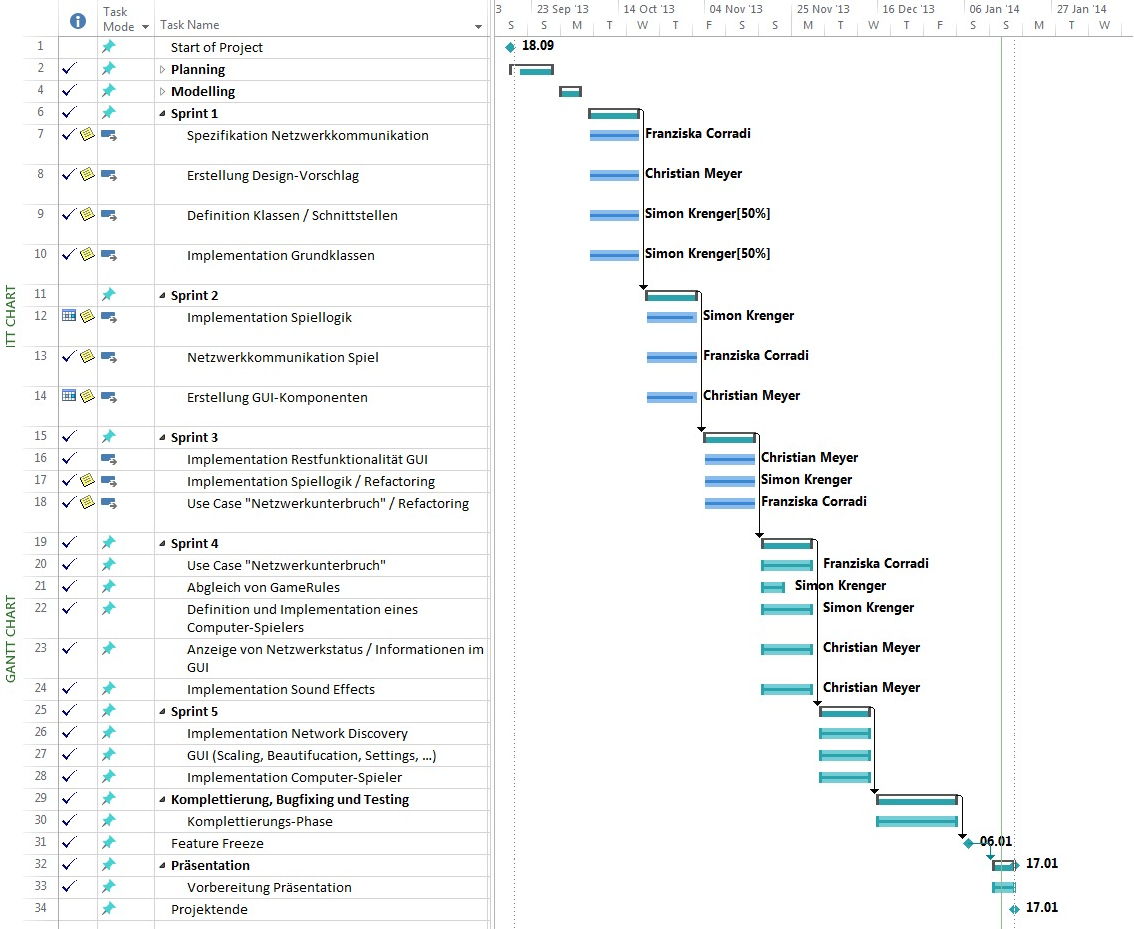 Task Mode
Task Name
3
23 Sep '13
14 Oct '13
04 Nov '13
25 Nov '13
16 Dec '13
06 Jan '14
27 Jan '14
S S M T W T F S S M T W T F S S M T W
1 Start of Project 18.09
2 Planning
4 Modelling
6 Sprint 1
7 Spezifikation Netzwerkkommunikation Franziska Corradi
8 Erstellung Design-Vorschlag Christian Meyer
9 Definition Klassen / Schnittstellen Simon Krenger[50%]
10 Implementation Grundklassen Simon Krenger[50%]
11 Sprint 2
12 Implementation Spiellogik Simon Krenger
13 Netzwerkkommunikation Spiel Franziska Corradi
14 Erstellung GUI-Komponenten Christian Meyer
15 Sprint 3
16 Implementation Restfunktionalität GUI Christian Meyer
17 Implementation Spiellogik / Refactoring Simon Krenger
18 Use Case "Netzwerkunterbruch" / Refactoring Franziska Corradi
19 Sprint 4
20 Use Case "Netzwerkunterbruch" Franziska Corradi
21 Abgleich von GameRules Simon Krenger
22 Definition und Implementation eines Simon Krenger
Computer-Spielers
23 Anzeige von Netzwerkstatus / Informationen im Christian Meyer
GUI
24 Implementation Sound Effects Christian Meyer
25 Sprint 5
26 Implementation Network Discovery
27 GUI (Scaling, Beautifucation, Settings, ...)
28 Implementation Computer-Spieler
29 Komplettierung, Bugfixing und Testing
30 Komplettierungs-Phase
31 Feature Freeze 06.01
32 Präsentation 17.01
33 Vorbereitung Präsentation
34 Projektende 17.01
ITT CHART
GANTT CHART